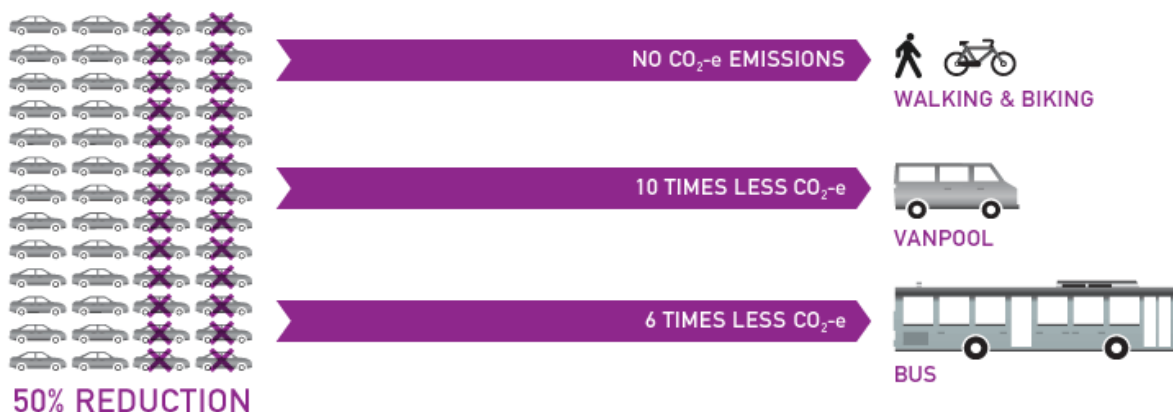 NO CO₂-e EMISSIONS
WALKING & BIKING
10 TIMES LESS CO₂-e
VANPOOL
6 TIMES LESS CO₂-e
BUS
50% REDUCTION